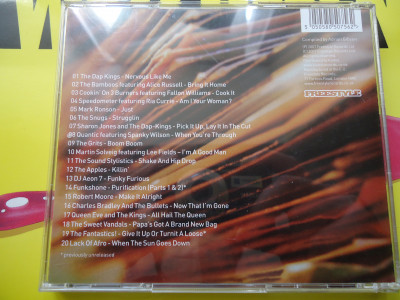 01 The Dap-Kings - Nervous Like Me
02 The Bamboos featuring Alice Russell - Bring It Home
03 Cookin' On 3 Burners featuring Fallon Williams - Cook It
04 Speedometer featuring Ria Currie - Am I Your Woman?
05 Mark Ronson - Just
06 The Snugs - Strugglin
07 Sharon Jones and The Dap-Kings - Pick It Up, Lay It In The Cut
08 Quantic featuring Spanky Wilson - When You're Through
09 The Grits - Boom Boom
10 Martin Solveig featuring Lee Fields - I'm A Good Man
11 The Sound Stylistics - Shake And Hip Drop
12 The Apples - Killin'
13 DJ Aeon 7 - Funky Furious
14 Funkshone - Purification (Parts 1 & 2)*
15 Robert Moore - Make It Alright
16 Charles Bradley And The Bullets - Now That I'm Gone
17 Queen Eve and The Kings - All Hail The Queen
18 The Sweet Vandals - Papa's Got A Brand New Bag
19 The Fantastics! - Give It Up Or Turnit A Loose*
20 Lack Of Afro - When The Sun Goes Down
* previously unreleased
FREESTYLE